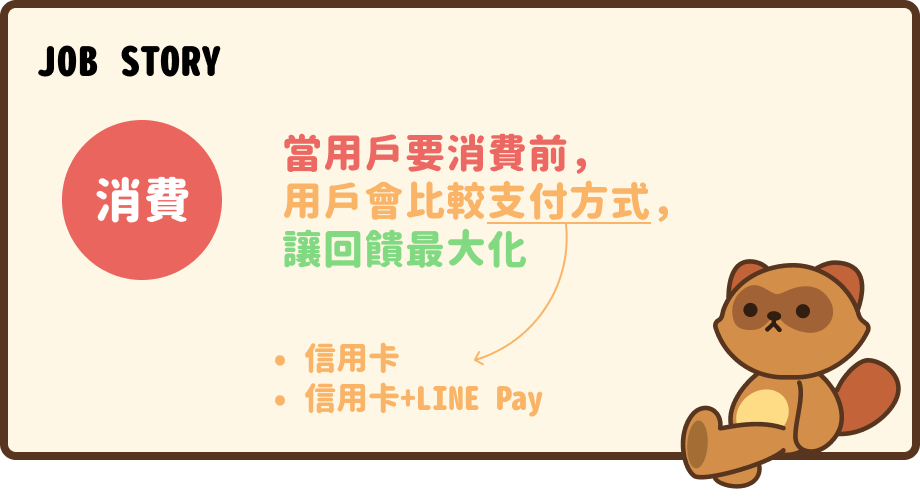 JOB STORY
消費
當用戶要消費前，
用戶會比較支付方式，
讓回饋最大化
• 信用卡
• 信用卡+LINE Pay